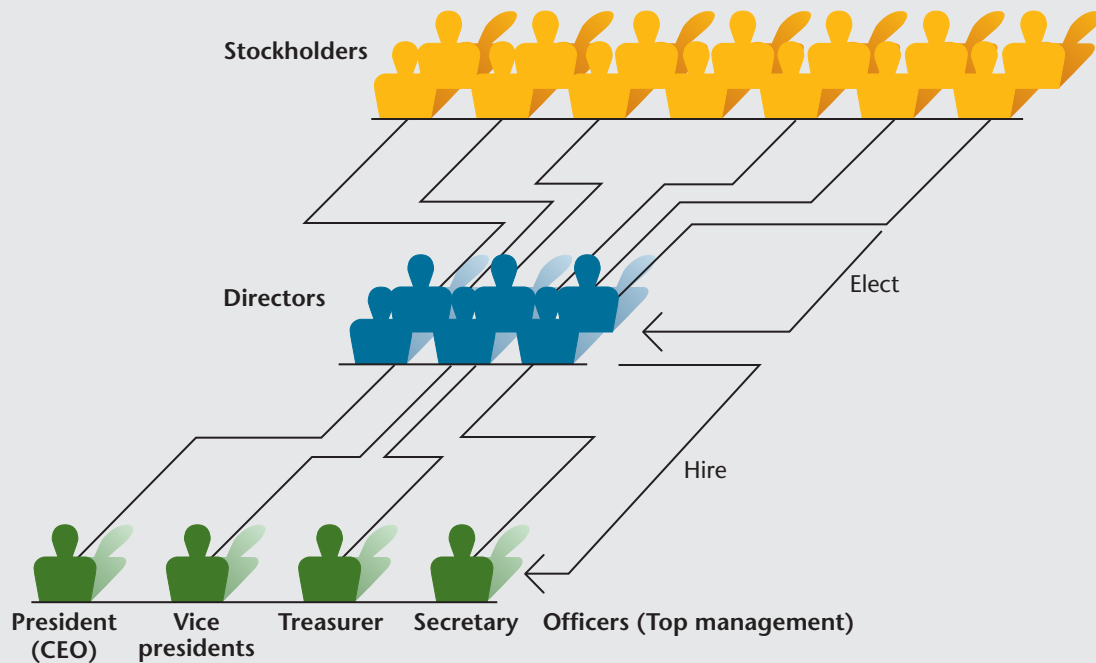 Stockholders
Directors
Elect
Hire
President
(CEO)
Vice
presidents
Treasurer
Secretary
Officers (Top management)